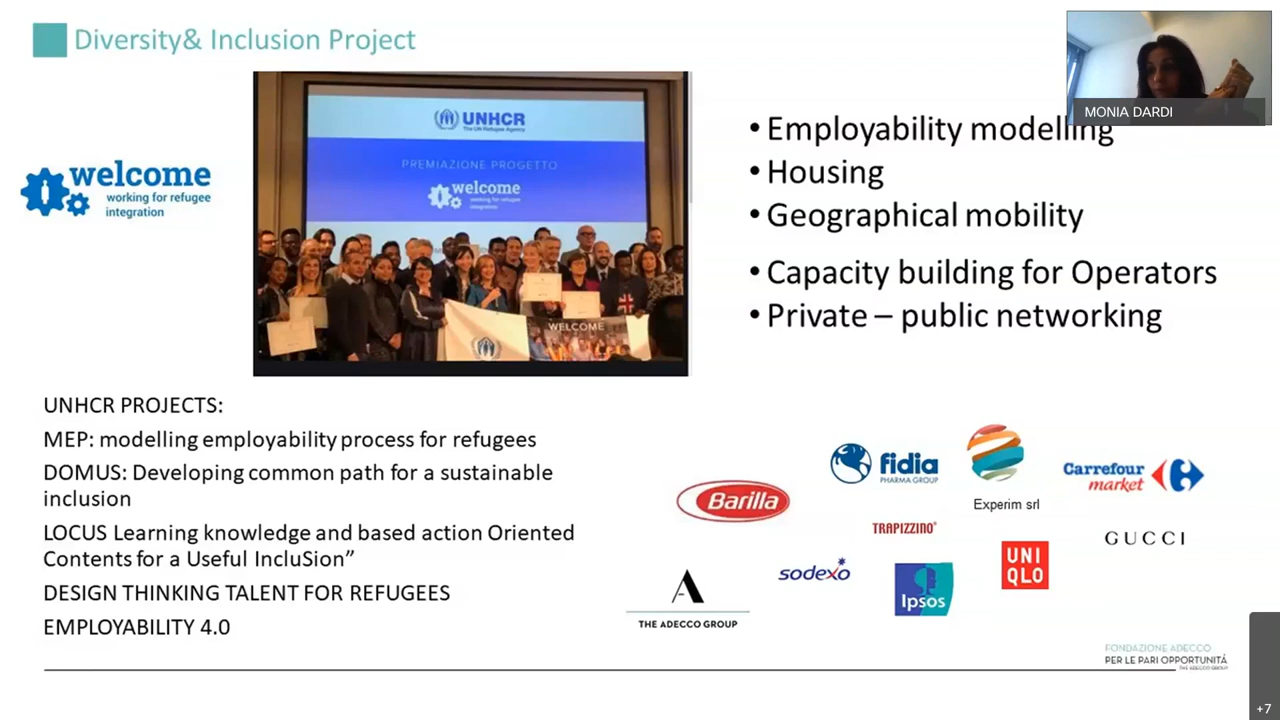 Diversity& Inclusion Project
MONIA DARDI
welcome
working for refugee
integration
UNHCR
The UN Refugee Agency
PREMIAZIONE PROGETTO
welcome
working for refugee
integration
WELCOME
• Employability modelling
• Housing
• Geographical mobility
• Capacity building for Operators
• Private – public networking
UNHCR PROJECTS:
MEP: modelling employability process for refugees
DOMUS: Developing common path for a sustainable
inclusion
LOCUS Learning knowledge and based action Oriented
Contents for a Useful IncluSion”
DESIGN THINKING TALENT FOR REFUGEES
EMPLOYABILITY 4.0
fidia
PHARMA GROUP
Experim srl
Carrefour
market
Barilla
TRAPIZZINO®
GUCCI
sodexo
UNI
QLO
Ipsos
THE ADECCO GROUP
FONDAZIONE ADECCO
PER LE PARI OPPORTUNITÀ
THE ADECCO GROUP
+7